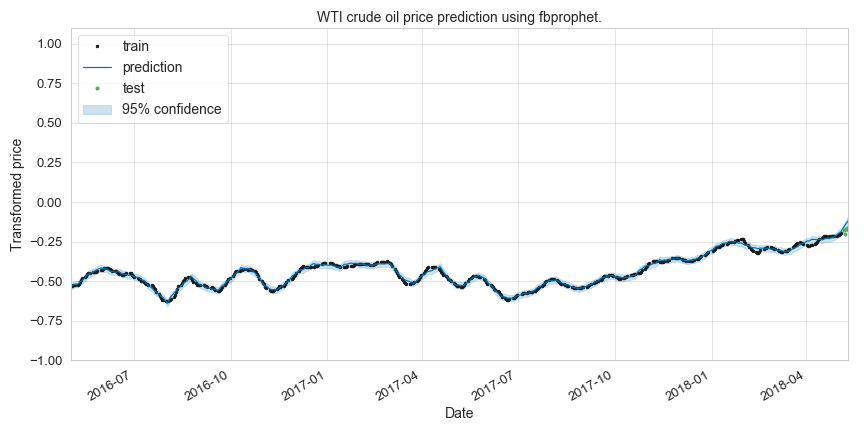 WTI crude oil price prediction using fbprophet.
train
prediction
test
95% confidence
1.00
0.75
0.50
0.25
0.00
−0.25
−0.50
−0.75
−1.00
Transformed price
2016-07
2016-10
2017-01
2017-04
2017-07
2017-10
2018-01
2018-04
Date